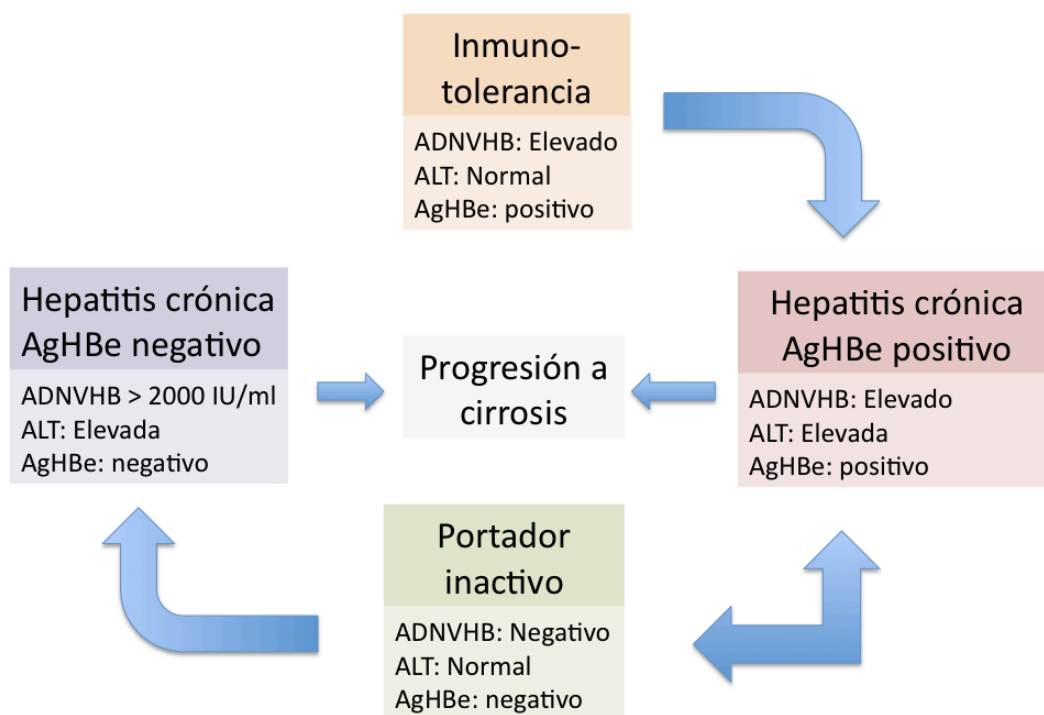 Inmuno-
tolerancia
ADNVHB: Elevado
ALT: Normal
AgHBe: positivo
Hepatitis crónica
AgHBe negativo
ADNVHB > 2000 IU/ml
ALT: Elevada
AgHBe: negativo
Progresión a
cirrosis
Hepatitis crónica
AgHBe positivo
ADNVHB: Elevado
ALT: Elevada
AgHBe: positivo
Portador
inactivo
ADNVHB: Negativo
ALT: Normal
AgHBe: negativo